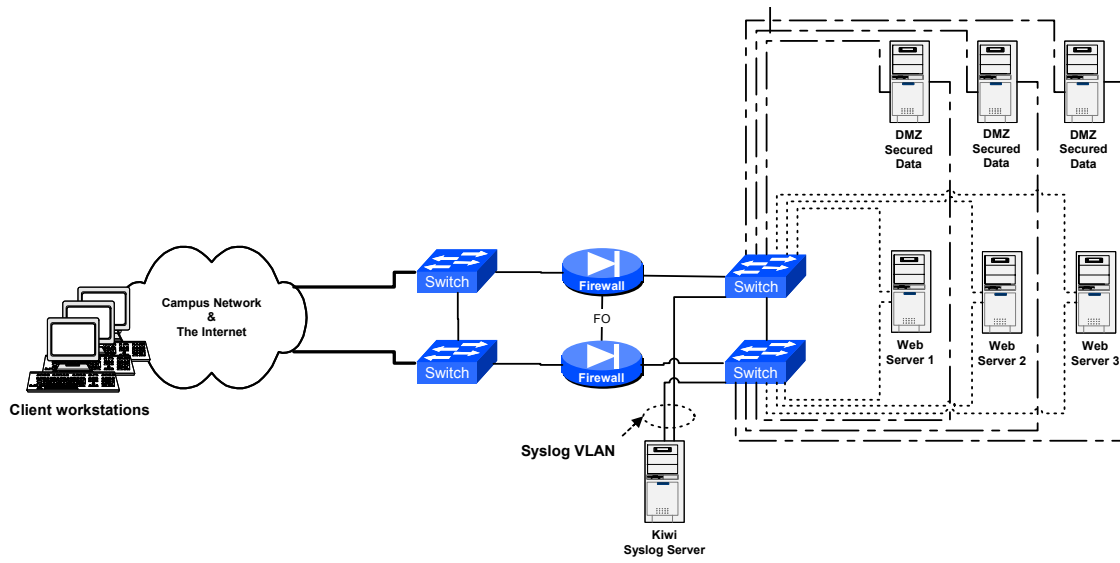 DMZ
Secured
Data
DMZ
Secured
Data
DMZ
Secured
Data
Campus Network
&
The Internet
Switch
Firewall
Switch
FO
Switch
Firewall
Switch
Web
Server 1
Web
Server 2
Web
Server 3
Client workstations
Syslog VLAN
Kiwi
Syslog Server